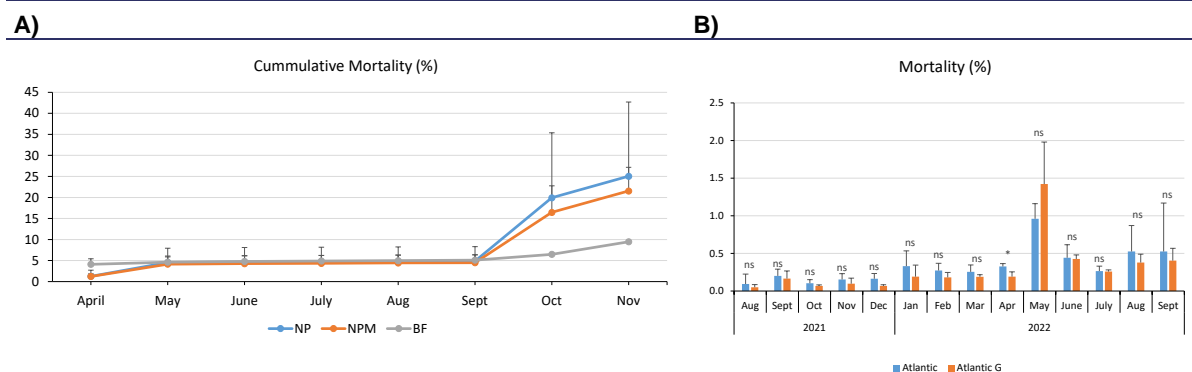 A)
B)
Cummulative Mortality (%)
45
40
35
30
25
20
15
10
5
0
April May June July Aug Sept Oct Nov
NP NPM BF
Mortality (%)
2.5
2.0
1.5
1.0
0.5
0.0
ns ns ns ns ns ns ns ns * ns ns ns ns ns
Aug Sept Oct Nov Dec Jan Feb Mar Apr May June July Aug Sept
2021 2022
Atlantic Atlantic G